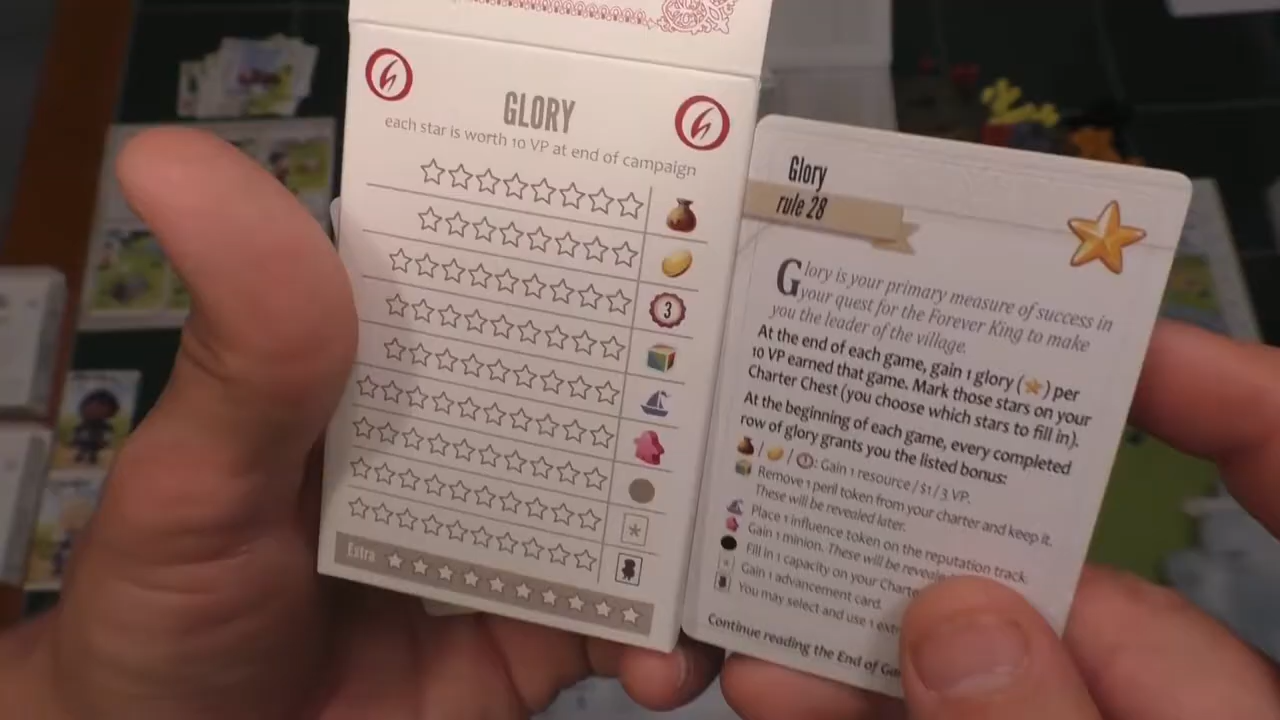 GLORY
each star is worth 10 VP at end of campaign
3
Extra
Glory
rule 28
Glory is your primary measure of success in
your quest for the Forever King to make
you the leader of the village.
At the end of each game, gain 1 glory ( ) per
10 VP earned that game. Mark those stars on your
Charter Chest (you choose which stars to fill in).
At the beginning of each game, every completed
row of glory grants you the listed bonus:
/ / : Gain 1 resource / $1 / 3 VP.
Remove 1 peril token from your charter and keep it.
These will be revealed later.
Place 1 influence token on the reputation track.
Gain 1 minion. These will be
Fill in 1 capacity on your
Gain 1 advancement card.
You may select and use 1
Continue reading the End of